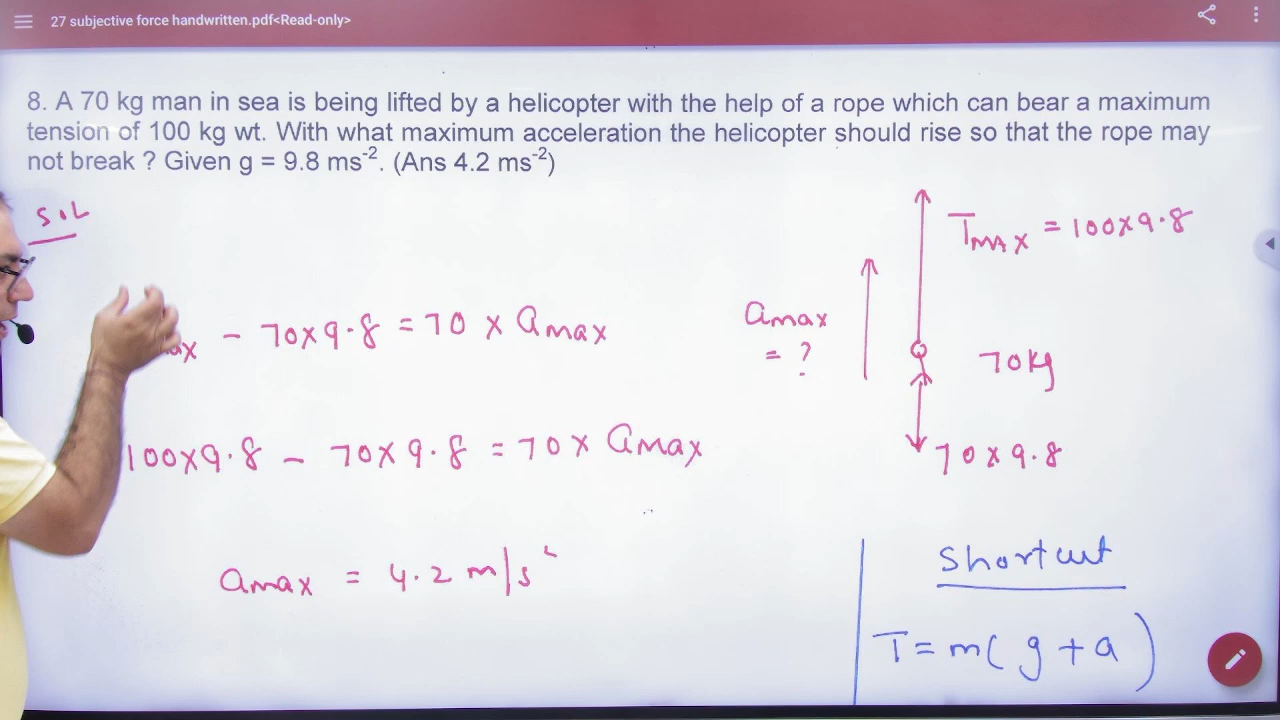 27 subjective force handwritten.pdf<Read-only>
8. A 70 kg man in sea is being lifted by a helicopter with the help of a rope which can bear a maximum
tension of 100 kg wt. With what maximum acceleration the helicopter should rise so that the rope may
not break ? Given g = 9.8 ms⁻². (Ans 4.2 ms⁻²)
Sol
- 70x9.8 = 70 x amax
100x9.8 - 70x9.8 = 70x amax
amax = 4.2 m/s²
TMAX = 100x9.8
amax
= ?
70kg
70x9.8
Shortcut
T=m(g+a)